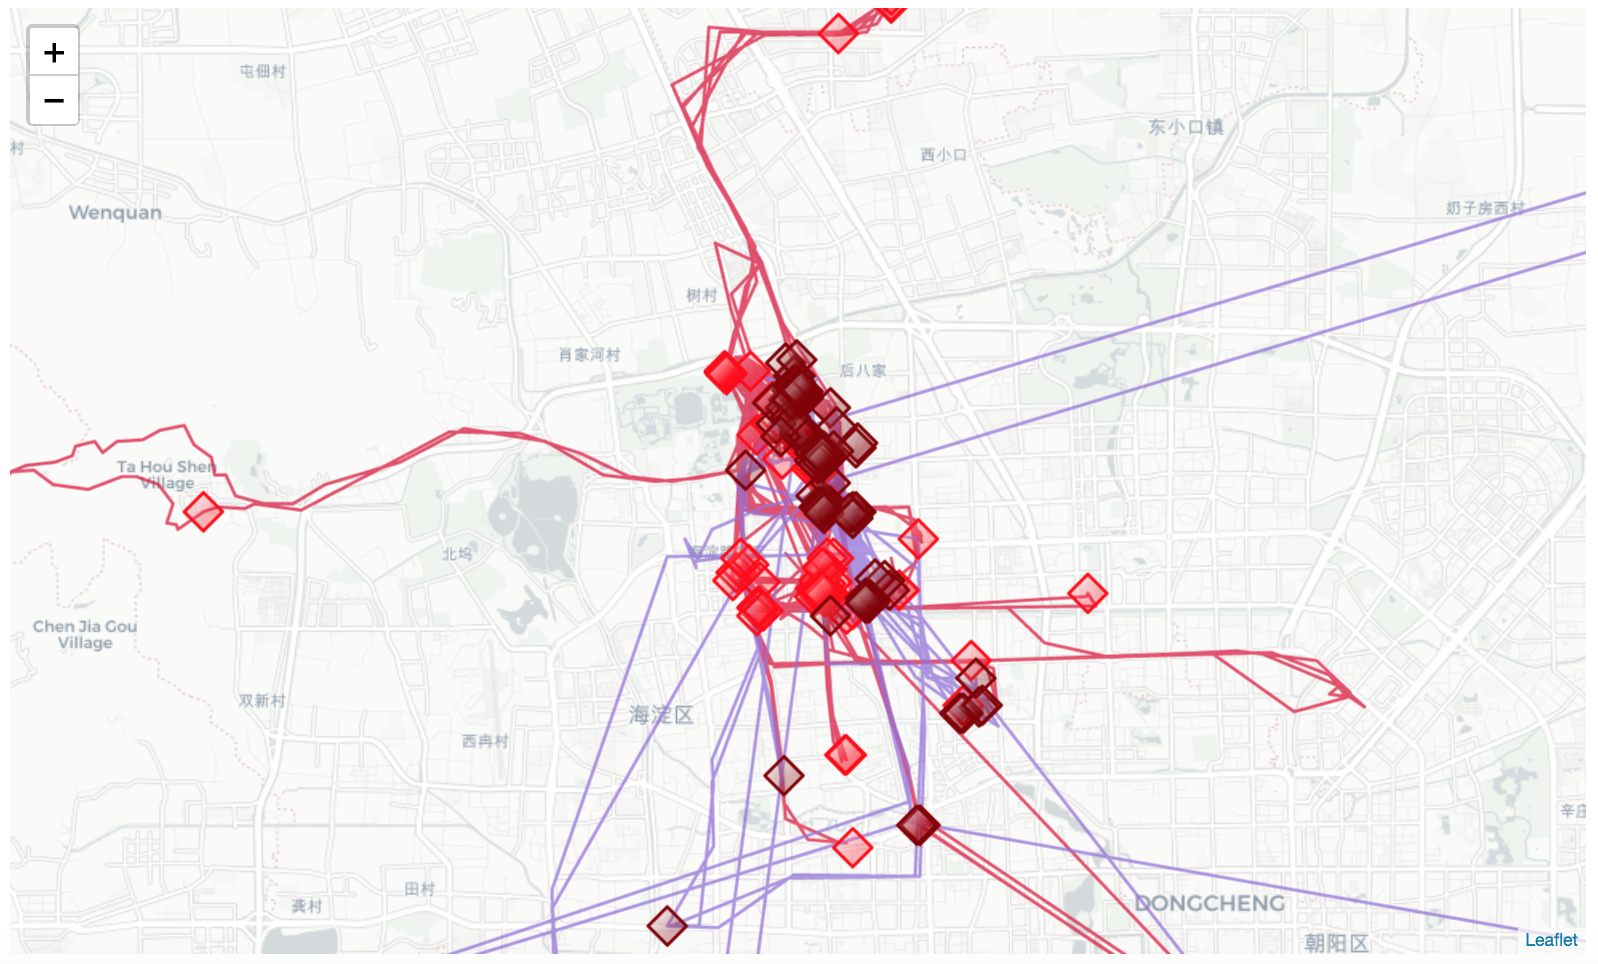 +
−
屯佃村
村
东小口镇
西小口
Wenquan
奶子房西村
树村
肖家河村
后八家
Ta Hou Shen
Village
北坞
Chen Jia Gou
Village
双新村
海淀区
西冉村
辛庄
田村
龚村
DONGCHENG
朝阳区
Leaflet